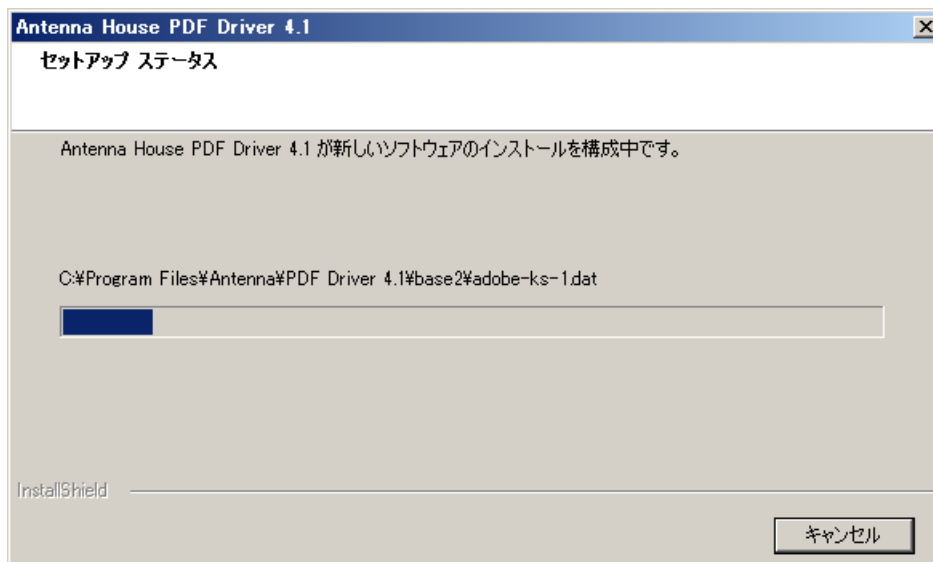 Antenna House PDF Driver 4.1
セットアップ ステータス
Antenna House PDF Driver 4.1 が新しいソフトウェアのインストールを構成中です。
C:¥Program Files¥Antenna¥PDF Driver 4.1¥base2¥adobe-ks-1.dat
InstallShield
キャンセル